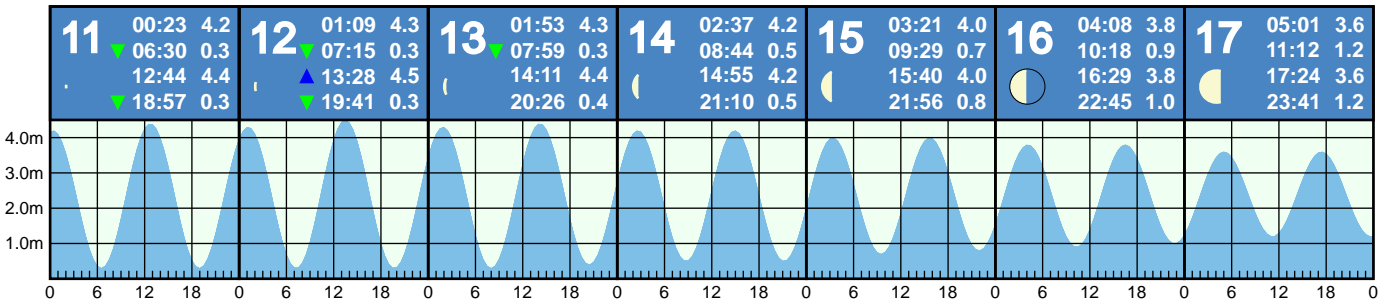 11
00:23 4.2
▼ 06:30 0.3
12:44 4.4
▼ 18:57 0.3
12
01:09 4.3
▼ 07:15 0.3
▲ 13:28 4.5
▼ 19:41 0.3
13
01:53 4.3
▼ 07:59 0.3
14:11 4.4
20:26 0.4
14
02:37 4.2
08:44 0.5
14:55 4.2
21:10 0.5
15
03:21 4.0
09:29 0.7
15:40 4.0
21:56 0.8
16
04:08 3.8
10:18 0.9
16:29 3.8
22:45 1.0
17
05:01 3.6
11:12 1.2
17:24 3.6
23:41 1.2
4.0m
3.0m
2.0m
1.0m
0 6 12 18 0 6 12 18 0 6 12 18 0 6 12 18 0 6 12 18 0 6 12 18 0 6 12 18 0